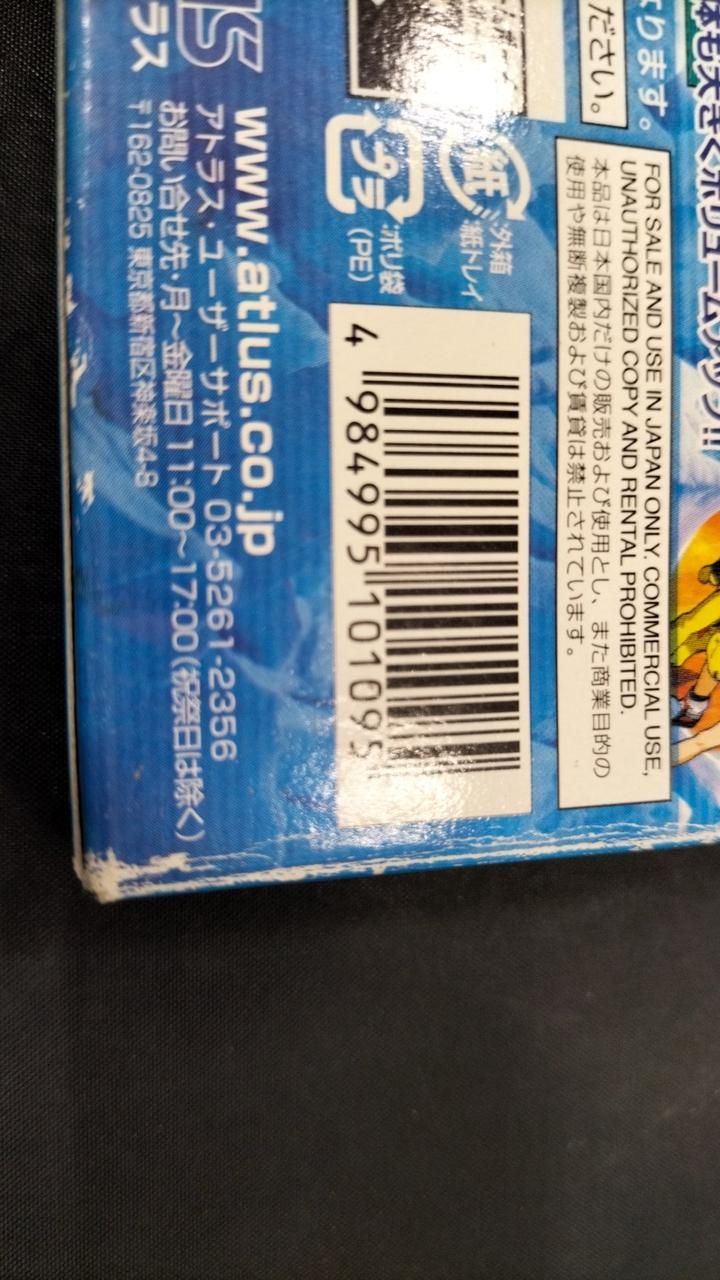 ります。
ださい。
FOR SALE AND USE IN JAPAN ONLY. COMMERCIAL USE,
UNAUTHORIZED COPY AND RENTAL PROHIBITED.
本品は日本国内だけの販売および使用とし、また商業目的の
使用や無断複製および賃貸は禁止されています。
紙
外箱
紙トレイ
プラ
ポリ袋
(PE)
4 984995 101095
ラス
www.atlus.co.jp
アトラス・ユーザーサポート 03-5261-2356
お問い合せ先・月〜金曜日 11:00〜17:00(祝祭日は除く)
〒162-0825 東京都新宿区神楽坂4-8